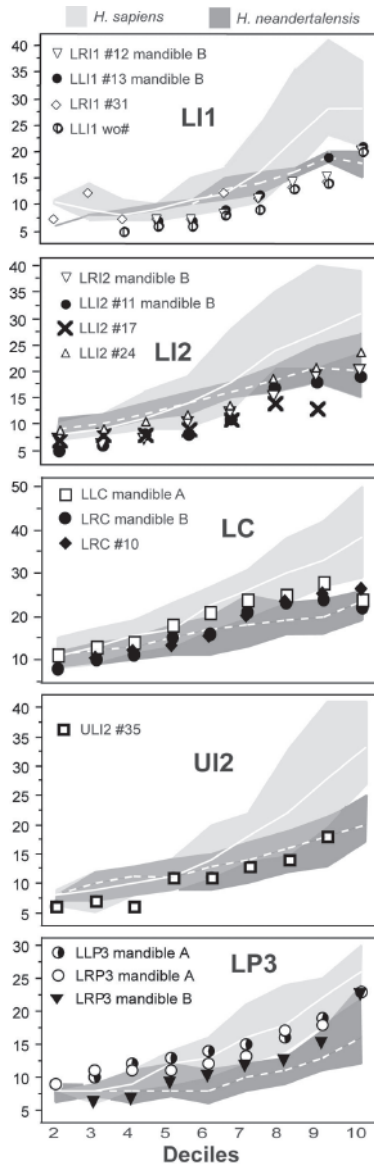 H. sapiens H. neandertalensis
40
35
30
25
20
15
10
5
LRI1 #12 mandible B
LLI1 #13 mandible B
LRI1 #31
LLI1 wo#
LI1
40
35
30
25
20
15
10
5
LRI2 mandible B
LLI2 #11 mandible B
LLI2 #17
LLI2 #24
LI2
50
40
30
20
10
LLC mandible A
LRC mandible B
LRC #10
LC
40
35
30
25
20
15
10
5
ULI2 #35
UI2
30
25
20
15
10
5
LLP3 mandible A
LRP3 mandible A
LRP3 mandible B
LP3
2 3 4 5 6 7 8 9 10
Deciles